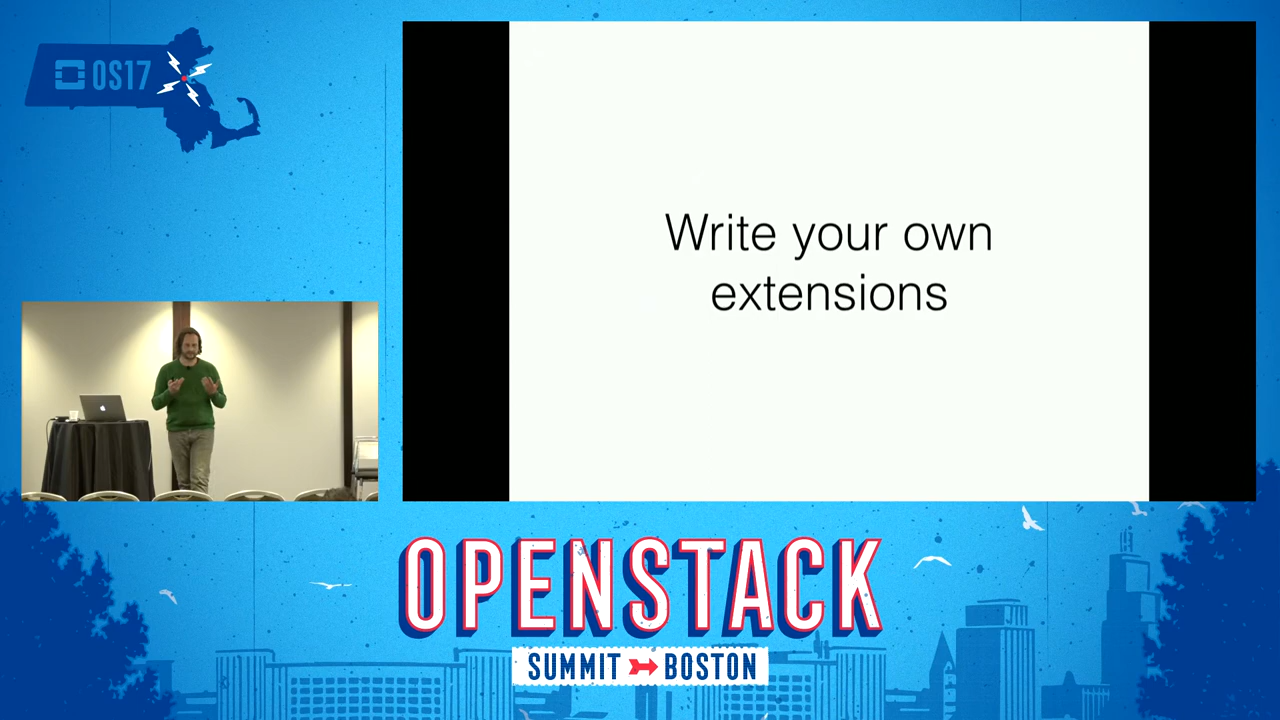 OS17
Write your own
extensions
OPENSTACK
SUMMIT BOSTON